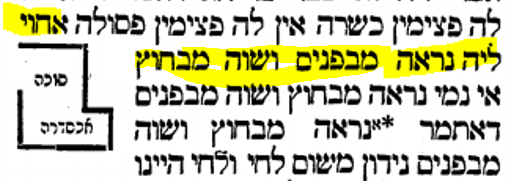 לה פצימין כשרה אין לה פצימין פסולה אחוי
ליה נראה מבפנים ושוה מבחוץ
אי נמי נראה מבחוץ ושוה מבפנים
דאתמר *אנראה מבחוץ ושוה
מבפנים נידון משום לחי ולחי היינו
סוכה
אכסדרה